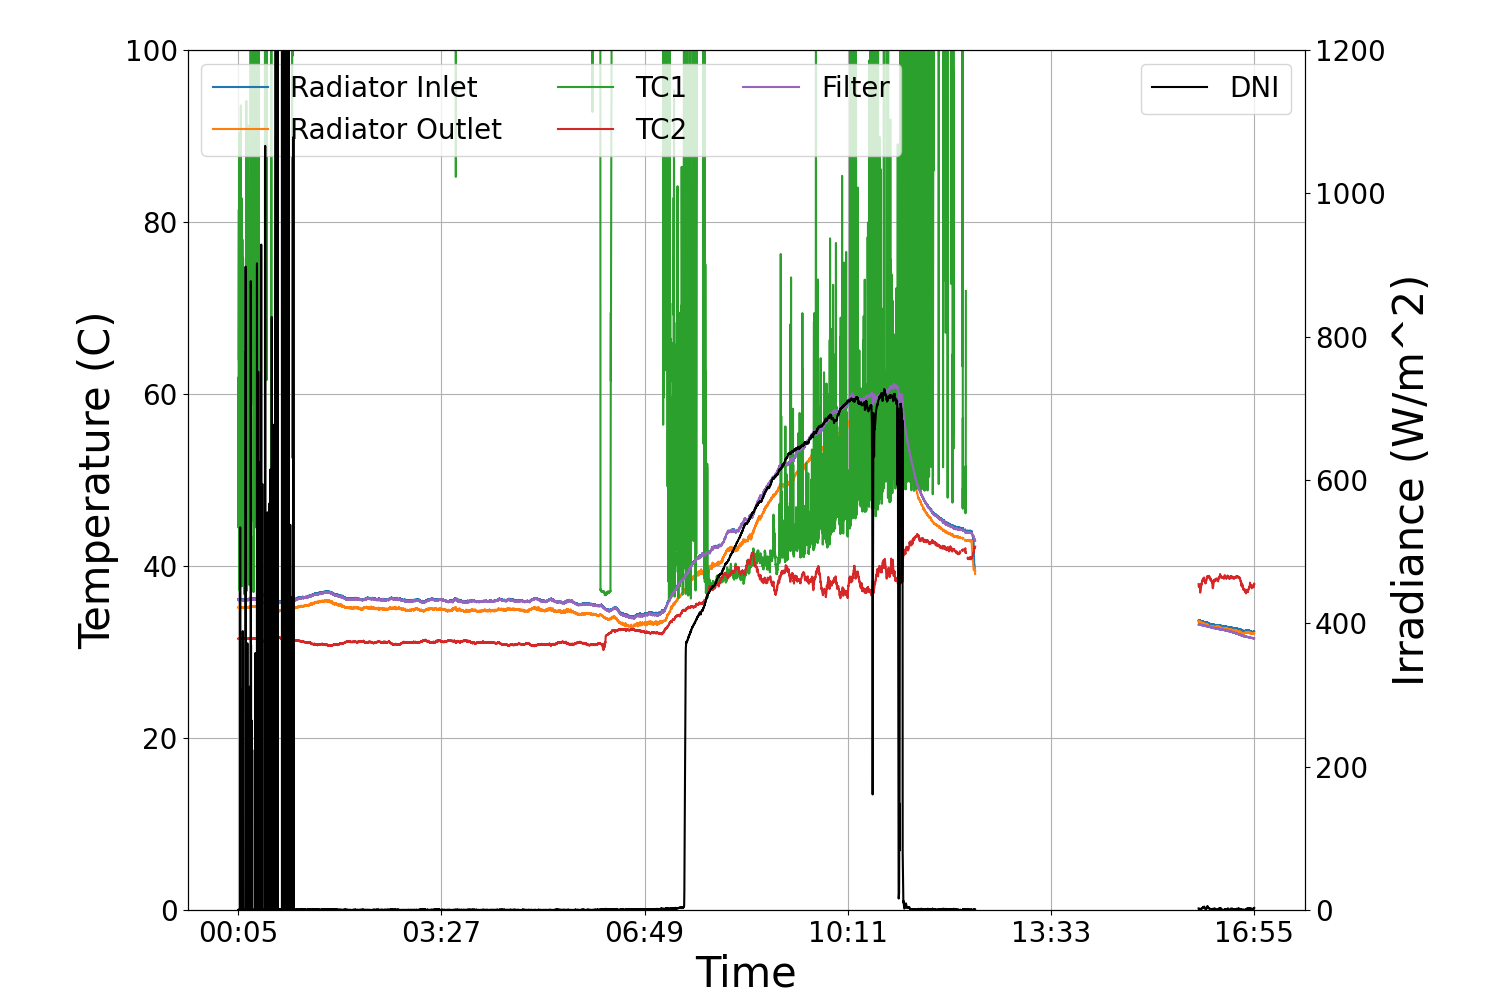 100
80
60
40
20
0
Temperature (C)
Radiator Inlet
Radiator Outlet
TC1
TC2
Filter
DNI
1200
1000
800
600
400
200
0
Irradiance (W/m^2)
00:05
03:27
06:49
10:11
13:33
16:55
Time